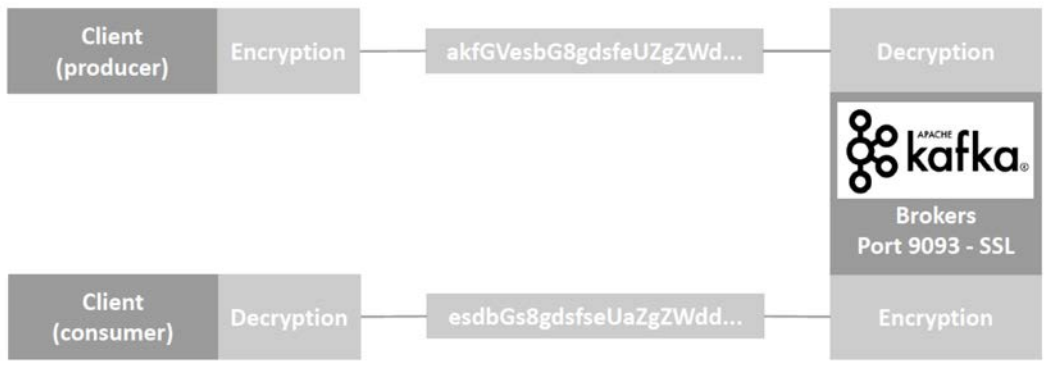 Client
(producer)
Encryption
akfGVesbG8gdsfeUZgZWd...
Decryption
APACHE
kafka®
Brokers
Port 9093 - SSL
Client
(consumer)
Decryption
esdbGs8gdsfseUaZgZWdd...
Encryption